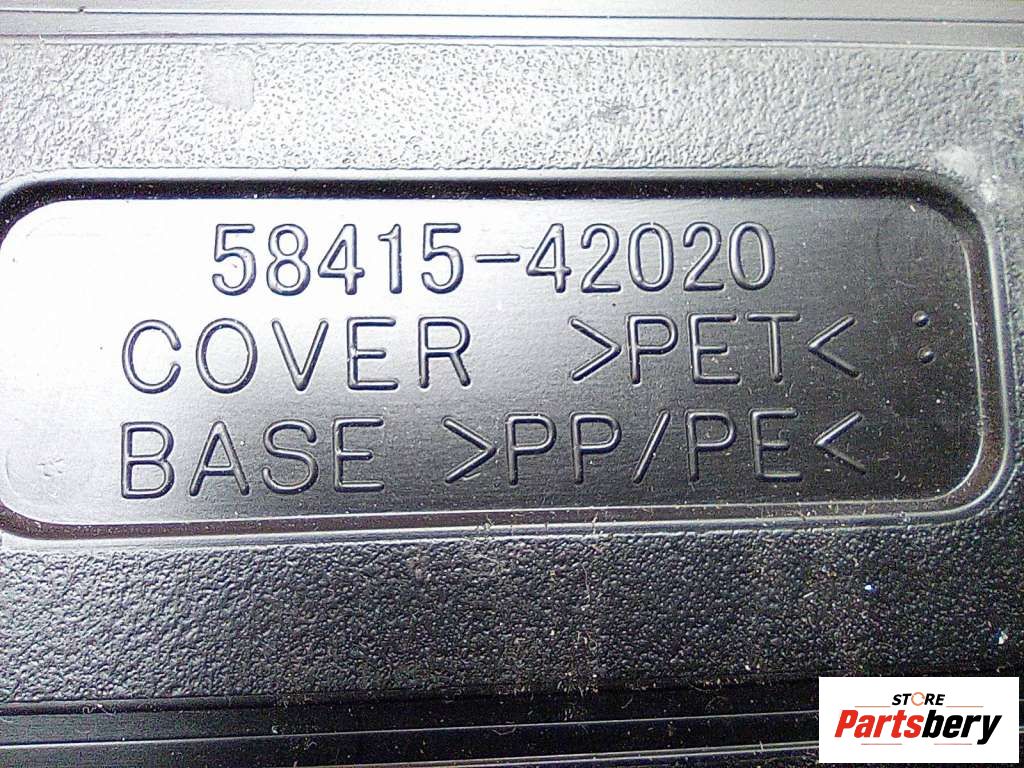 58415-42020
COVER >PET<
BASE >PP/PE<
STORE
Partsbery